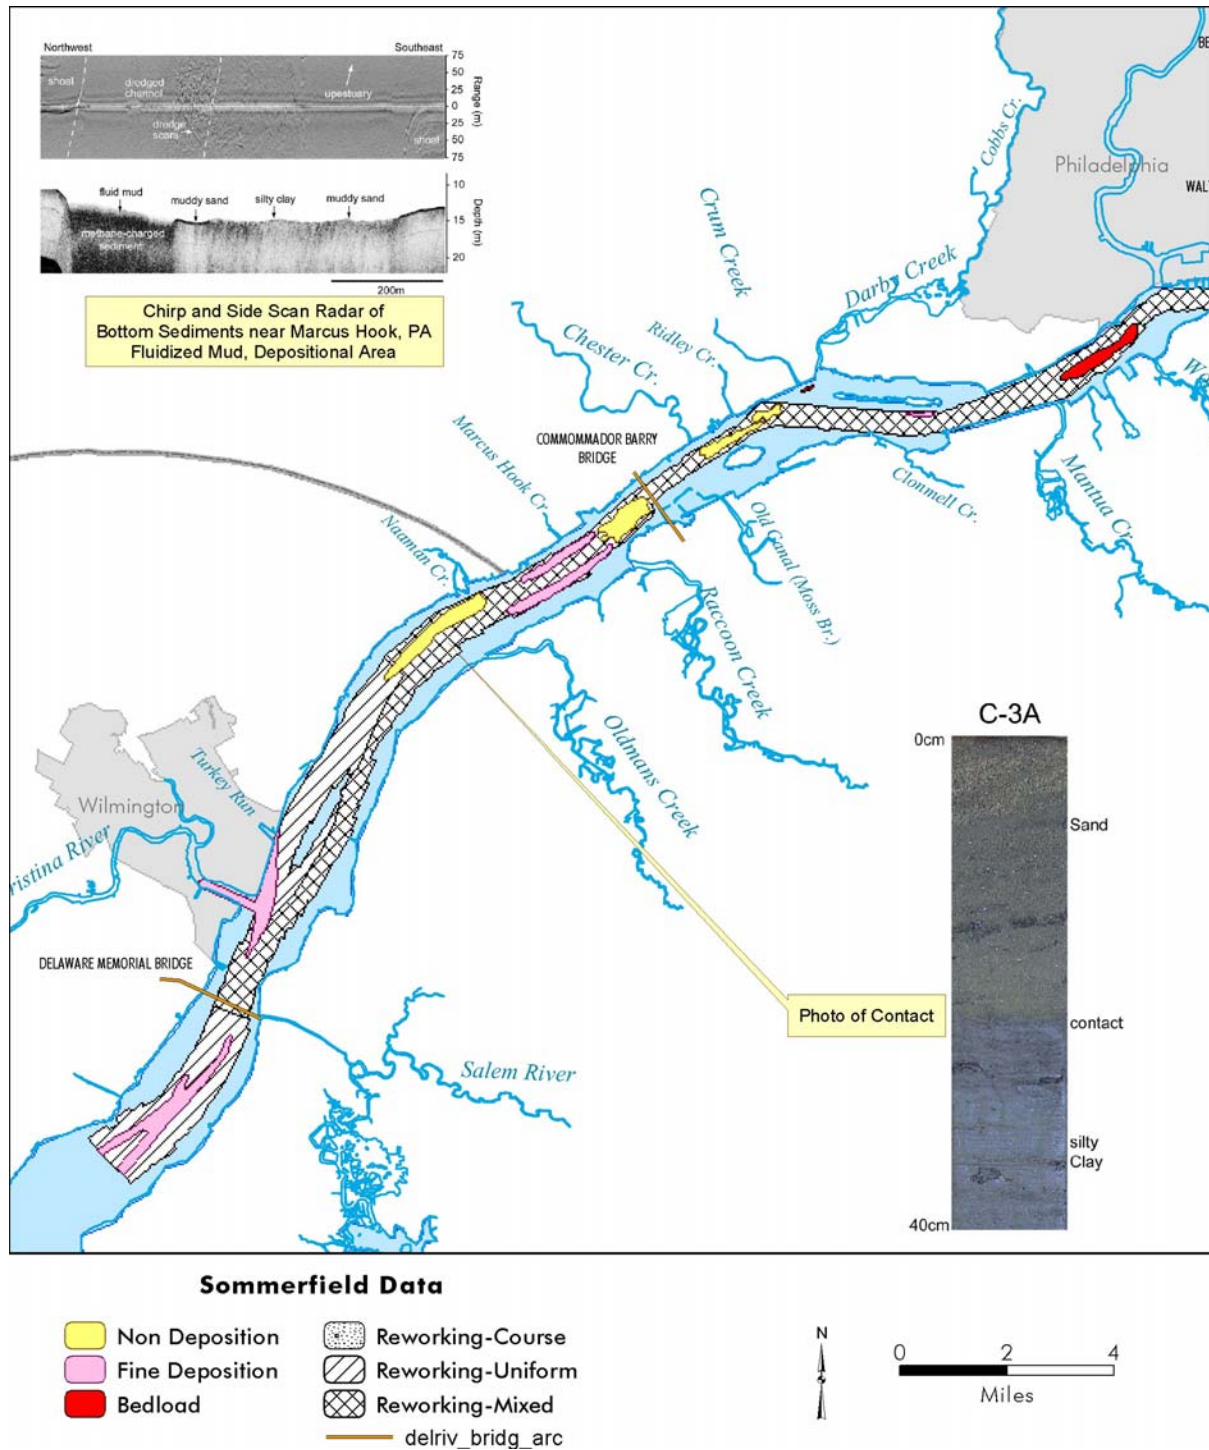 Northwest
Southeast
shoal
dredged
channel
upestuary
dredge
scars
shoal
75
50
25
0
25
50
75
Range (m)
fluid mud
muddy sand
silty clay
muddy sand
methane-charged
sediment
10
15
20
Depth (m)
200m
Chirp and Side Scan Radar of
Bottom Sediments near Marcus Hook, PA
Fluidized Mud, Depositional Area
BE
Cobbs Cr.
Philadelphia
WAL
Crum Creek
Darby Creek
Ridley Cr.
Chester Cr.
We
COMMOMMADOR BARRY
BRIDGE
Marcus Hook Cr.
Clonmell Cr.
Mantua Cr.
Naaman Cr.
Old Ganal (Moss Br.)
Raccoon Creek
Oldmans Creek
C-3A
0cm
Sand
contact
silty
Clay
40cm
Turkey Run
Wilmington
ristina River
DELAWARE MEMORIAL BRIDGE
Photo of Contact
Salem River
Sommerfield Data
Non Deposition
Fine Deposition
Bedload
Reworking-Course
Reworking-Uniform
Reworking-Mixed
delriv_bridg_arc
N
0 2 4
Miles